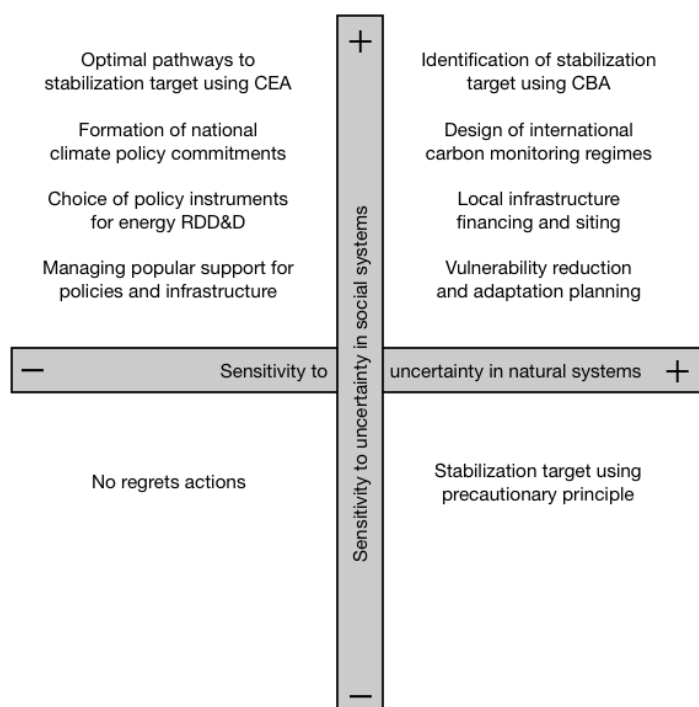 +
Optimal pathways to
stabilization target using CEA
Formation of national
climate policy commitments
Choice of policy instruments
for energy RDD&D
Managing popular support for
policies and infrastructure
Identification of stabilization
target using CBA
Design of international
carbon monitoring regimes
Local infrastructure
financing and siting
Vulnerability reduction
and adaptation planning
Sensitivity to uncertainty in social systems
− Sensitivity to uncertainty in natural systems +
No regrets actions
Stabilization target using
precautionary principle
−